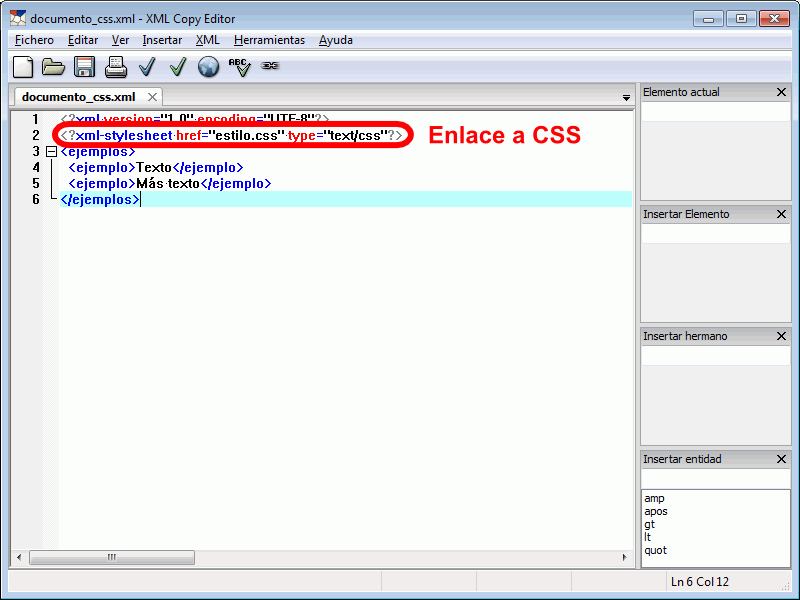 documento_css.xml - XML Copy Editor
Fichero Editar Ver Insertar XML Herramientas Ayuda
ABC
documento_css.xml
1 <?xml version="1.0" encoding="UTF-8"?>
2 <?xml-stylesheet href="estilo.css" type="text/css"?>
Enlace a CSS
3 <ejemplos>
4 <ejemplo>Texto</ejemplo>
5 <ejemplo>Más texto</ejemplo>
6 </ejemplos>
Elemento actual
Insertar Elemento
Insertar hermano
Insertar entidad
amp
apos
gt
lt
quot
Ln 6 Col 12